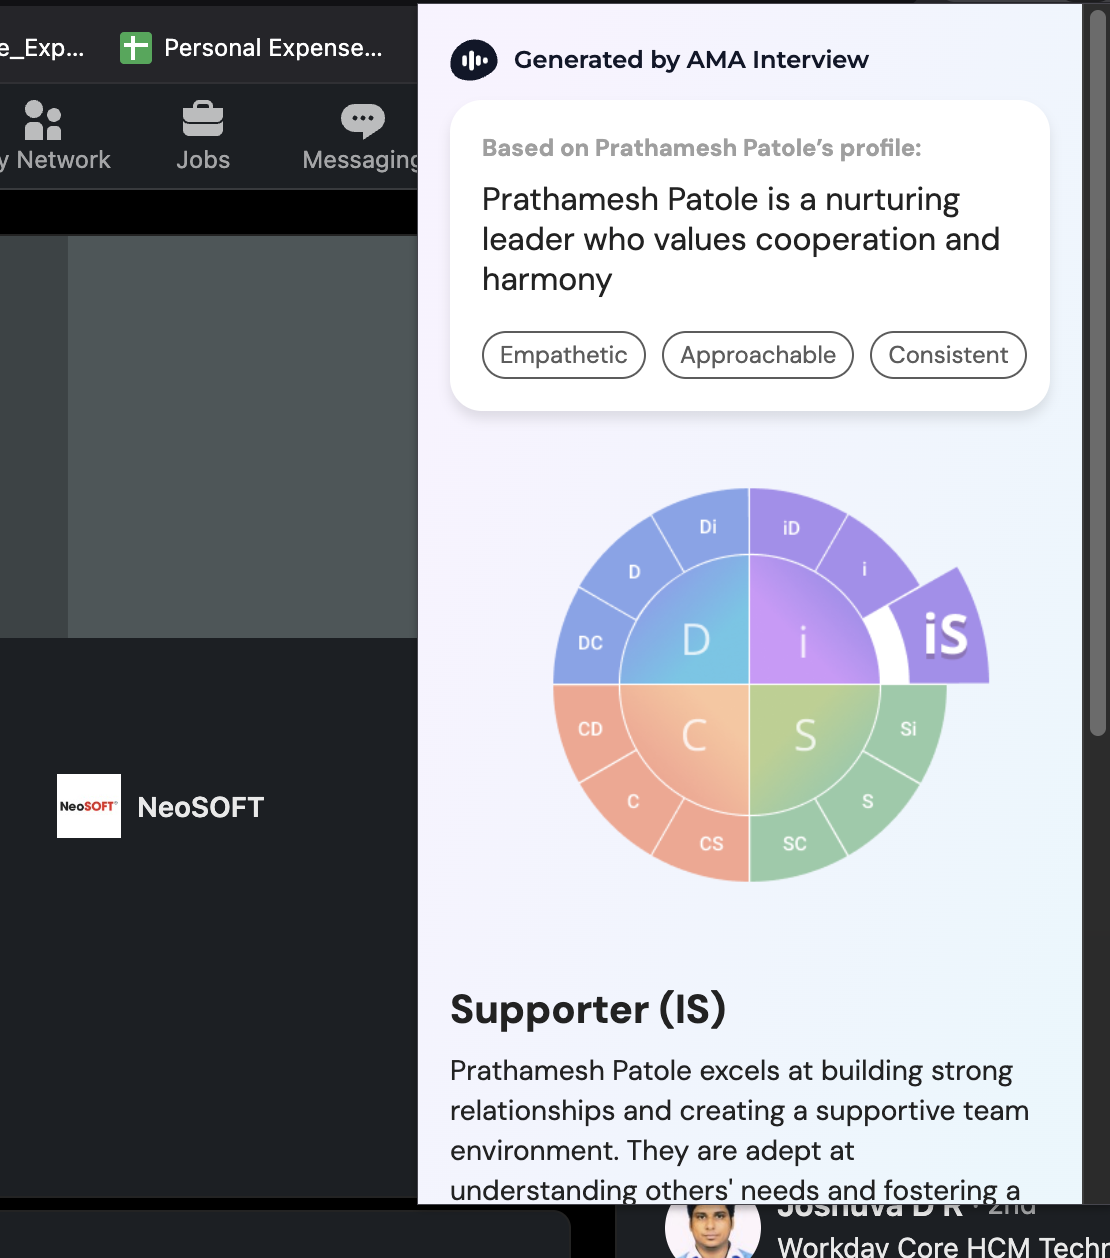 e_Exp...
Personal Expense...
y Network
Jobs
Messaging
NeoSOFT
NeoSOFT
Generated by AMA Interview
Based on Prathamesh Patole’s profile:
Prathamesh Patole is a nurturing
leader who values cooperation and
harmony
Empathetic
Approachable
Consistent
Di
iD
D
i
DC
D
i
iS
CD
C
S
Si
C
S
CS
SC
Supporter (IS)
Prathamesh Patole excels at building strong
relationships and creating a supportive team
environment. They are adept at
understanding others' needs and fostering a
Joshuva D R · 2nd
Workday Core HCM Techn